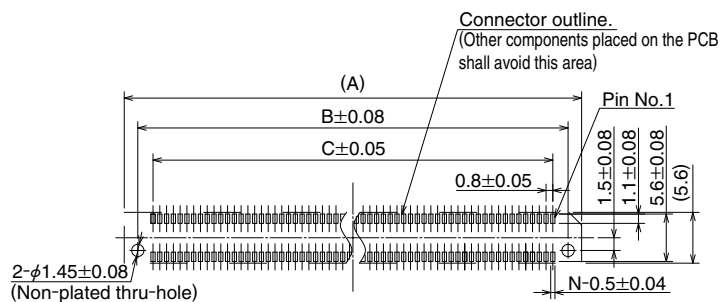 Connector outline.
(Other components placed on the PCB
shall avoid this area)
(A)
Pin No.1
B±0.08
C±0.05
0.8±0.05
1.5±0.08
1.1±0.08
5.6±0.08
(5.6)
2-ϕ1.45±0.08
(Non-plated thru-hole)
N-0.5±0.04